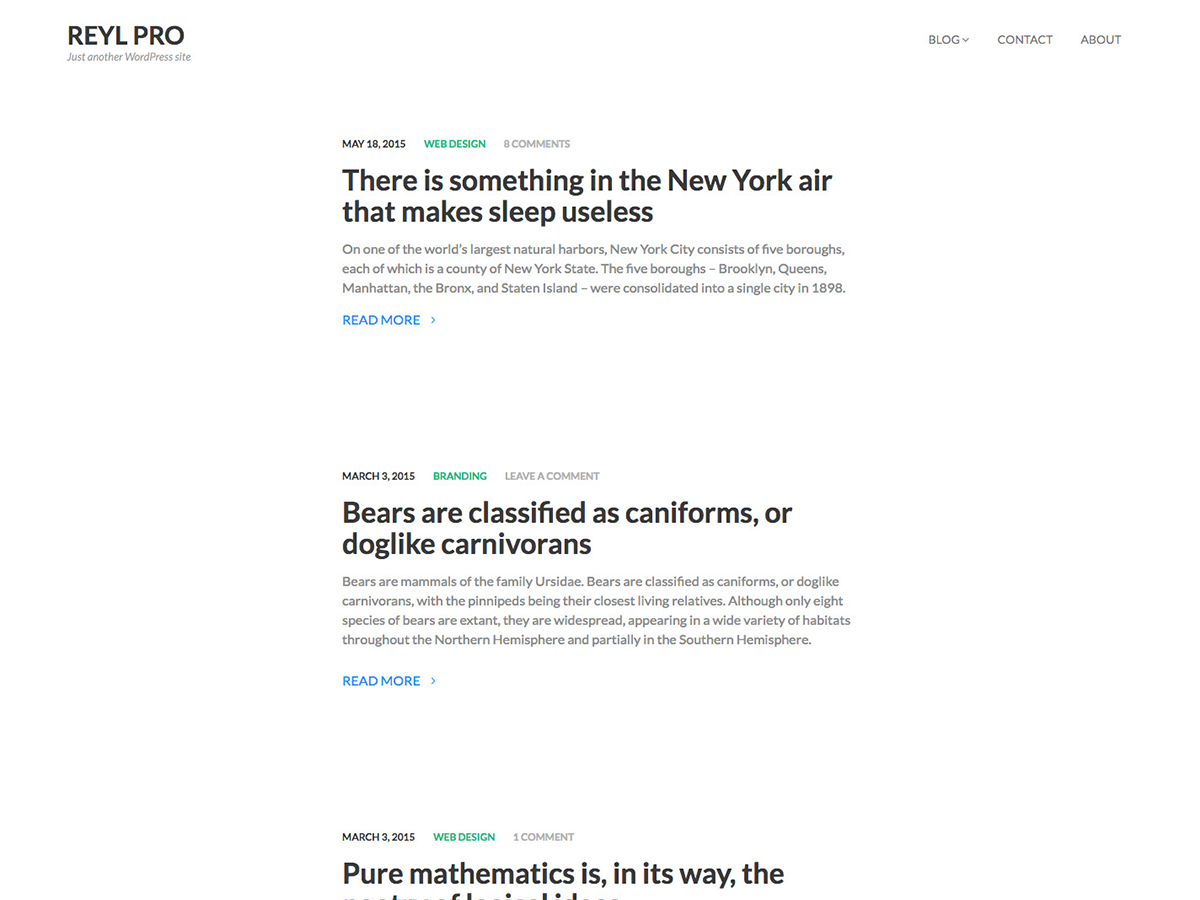 REYL PRO
Just another WordPress site
BLOG CONTACT ABOUT
MAY 18, 2015 WEB DESIGN 8 COMMENTS
There is something in the New York air
that makes sleep useless
On one of the world’s largest natural harbors, New York City consists of five boroughs,
each of which is a county of New York State. The five boroughs – Brooklyn, Queens,
Manhattan, the Bronx, and Staten Island – were consolidated into a single city in 1898.
READ MORE
MARCH 3, 2015 BRANDING LEAVE A COMMENT
Bears are classified as caniforms, or
doglike carnivorans
Bears are mammals of the family Ursidae. Bears are classified as caniforms, or doglike
carnivorans, with the pinnipeds being their closest living relatives. Although only eight
species of bears are extant, they are widespread, appearing in a wide variety of habitats
throughout the Northern Hemisphere and partially in the Southern Hemisphere.
READ MORE
MARCH 3, 2015 WEB DESIGN 1 COMMENT
Pure mathematics is, in its way, the
poetry of logical ideas